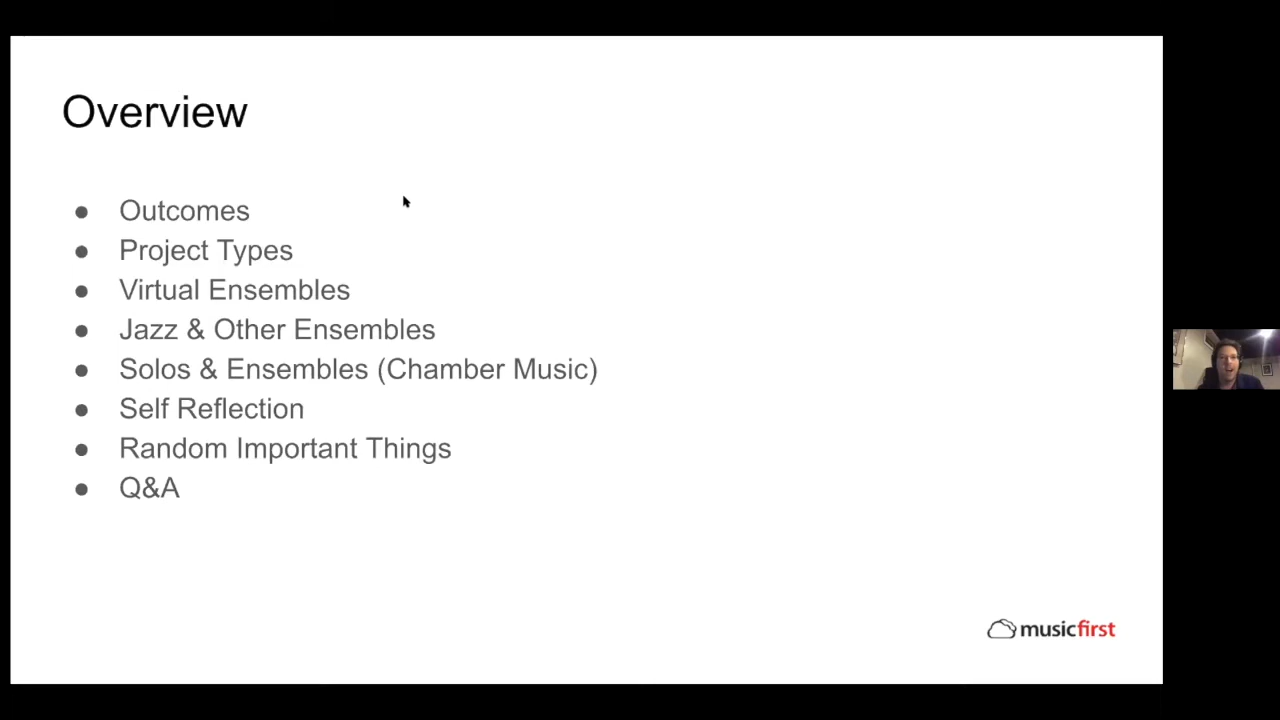 Overview
● Outcomes
● Project Types
● Virtual Ensembles
● Jazz & Other Ensembles
● Solos & Ensembles (Chamber Music)
● Self Reflection
● Random Important Things
● Q&A
musicfirst